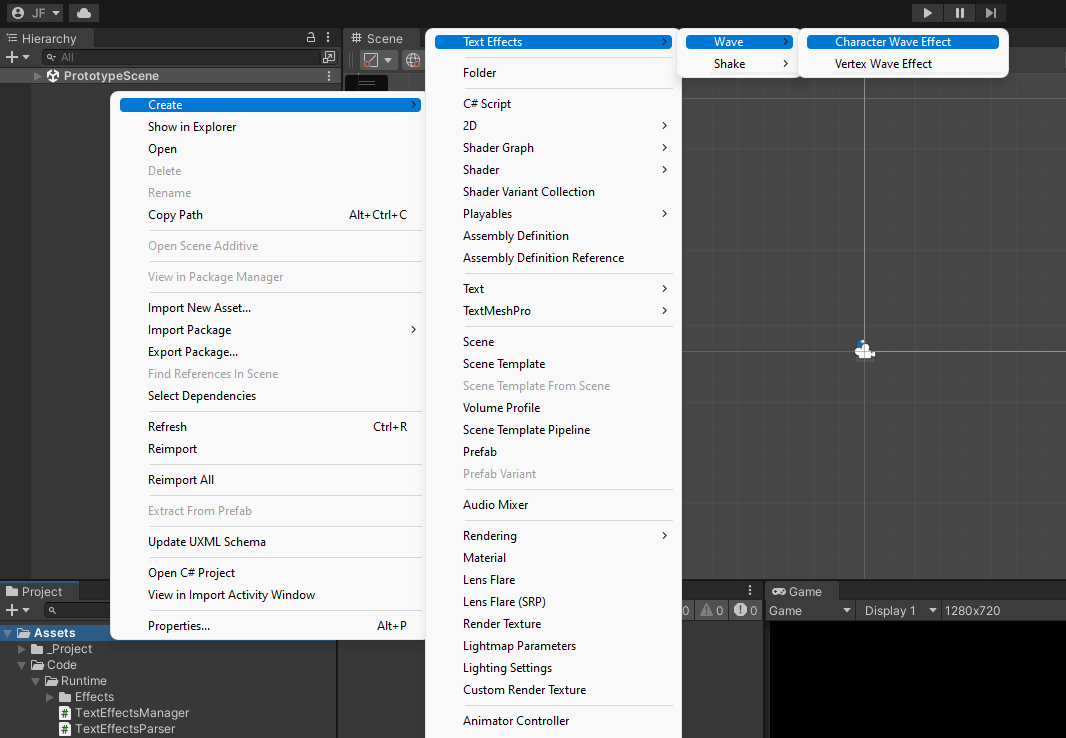 JF
Hierarchy
All
PrototypeScene
Scene
Create
Show in Explorer
Open
Delete
Rename
Copy Path Alt+Ctrl+C
Open Scene Additive
View in Package Manager
Import New Asset...
Import Package
Export Package...
Find References In Scene
Select Dependencies
Refresh Ctrl+R
Reimport
Reimport All
Extract From Prefab
Update UXML Schema
Open C# Project
View in Import Activity Window
Properties... Alt+P
Text Effects
Folder
C# Script
2D
Shader Graph
Shader
Shader Variant Collection
Playables
Assembly Definition
Assembly Definition Reference
Text
TextMeshPro
Scene
Scene Template
Scene Template From Scene
Volume Profile
Scene Template Pipeline
Prefab
Prefab Variant
Audio Mixer
Rendering
Material
Lens Flare
Lens Flare (SRP)
Render Texture
Lightmap Parameters
Lighting Settings
Custom Render Texture
Animator Controller
Wave
Shake
Character Wave Effect
Vertex Wave Effect
Project
Assets
_Project
Code
Runtime
Effects
TextEffectsManager
TextEffectsParser
0 0 0
Game
Game Display 1 1280x720